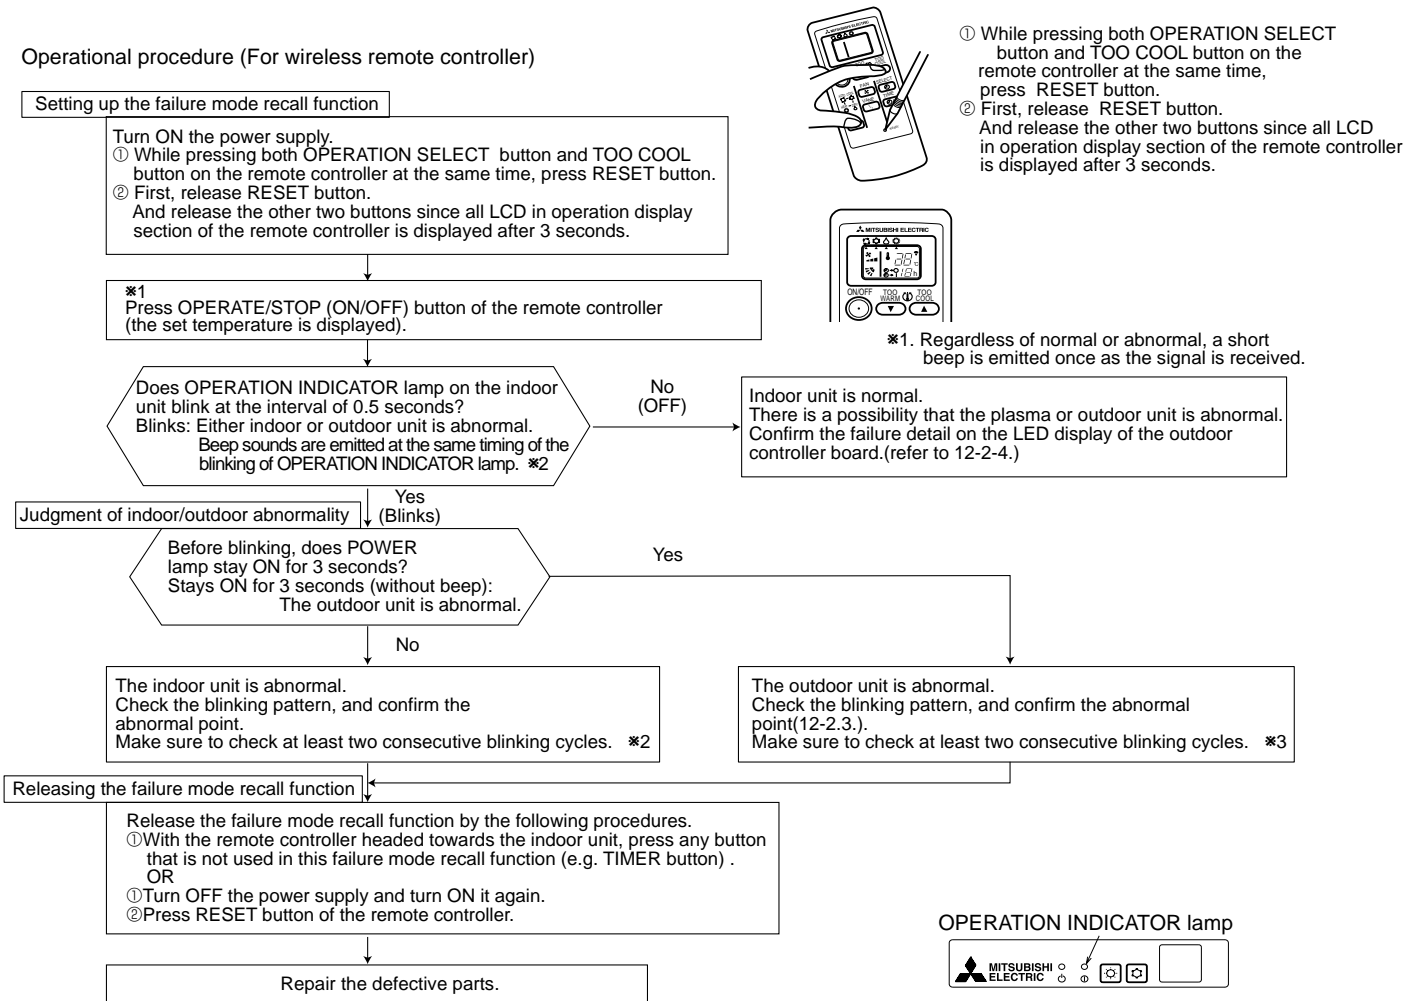 Operational procedure (For wireless remote controller)
Setting up the failure mode recall function
Turn ON the power supply.
① While pressing both OPERATION SELECT button and TOO COOL
button on the remote controller at the same time, press RESET button.
② First, release RESET button.
And release the other two buttons since all LCD in operation display
section of the remote controller is displayed after 3 seconds.
① While pressing both OPERATION SELECT
button and TOO COOL button on the
remote controller at the same time,
press RESET button.
② First, release RESET button.
And release the other two buttons since all LCD
in operation display section of the remote controller
is displayed after 3 seconds.
※1
Press OPERATE/STOP (ON/OFF) button of the remote controller
(the set temperature is displayed).
MITSUBISHI ELECTRIC
ON/OFF
TOO WARM
TOO COOL
※1. Regardless of normal or abnormal, a short
beep is emitted once as the signal is received.
Does OPERATION INDICATOR lamp on the indoor
unit blink at the interval of 0.5 seconds?
Blinks: Either indoor or outdoor unit is abnormal.
Beep sounds are emitted at the same timing of the
blinking of OPERATION INDICATOR lamp. ※2
No
(OFF)
Indoor unit is normal.
There is a possibility that the plasma or outdoor unit is abnormal.
Confirm the failure detail on the LED display of the outdoor
controller board.(refer to 12-2-4.)
Yes
(Blinks)
Judgment of indoor/outdoor abnormality
Before blinking, does POWER
lamp stay ON for 3 seconds?
Stays ON for 3 seconds (without beep):
The outdoor unit is abnormal.
Yes
No
The indoor unit is abnormal.
Check the blinking pattern, and confirm the
abnormal point.
Make sure to check at least two consecutive blinking cycles. ※2
The outdoor unit is abnormal.
Check the blinking pattern, and confirm the abnormal
point(12-2.3.).
Make sure to check at least two consecutive blinking cycles. ※3
Releasing the failure mode recall function
Release the failure mode recall function by the following procedures.
①With the remote controller headed towards the indoor unit, press any button
that is not used in this failure mode recall function (e.g. TIMER button) .
OR
①Turn OFF the power supply and turn ON it again.
②Press RESET button of the remote controller.
Repair the defective parts.
OPERATION INDICATOR lamp
MITSUBISHI
ELECTRIC